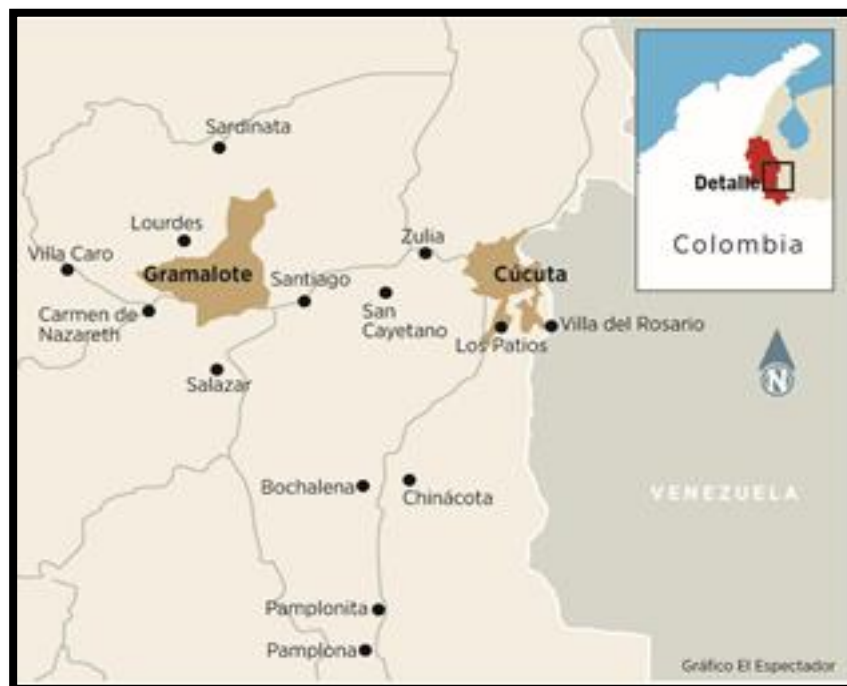 Sardinata
Lourdes
Villa Caro
Gramalote
Carmen de
Nazareth
Santiago
Salazar
Zulia
San
Cayetano
Cúcuta
Los Patios
Villa del Rosario
Bochalena
Chinácota
Pamplonita
Pamplona
Detalle
Colombia
N
VENEZUELA
Gráfico El Espectador